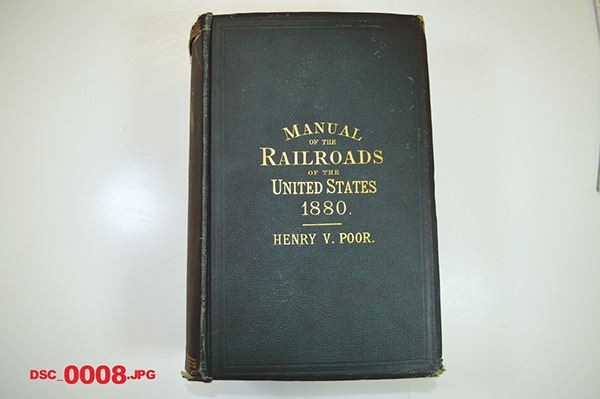 MANUAL
OF THE
RAILROADS
OF THE
UNITED STATES
1880.
HENRY V. POOR.
DSC_0008.JPG